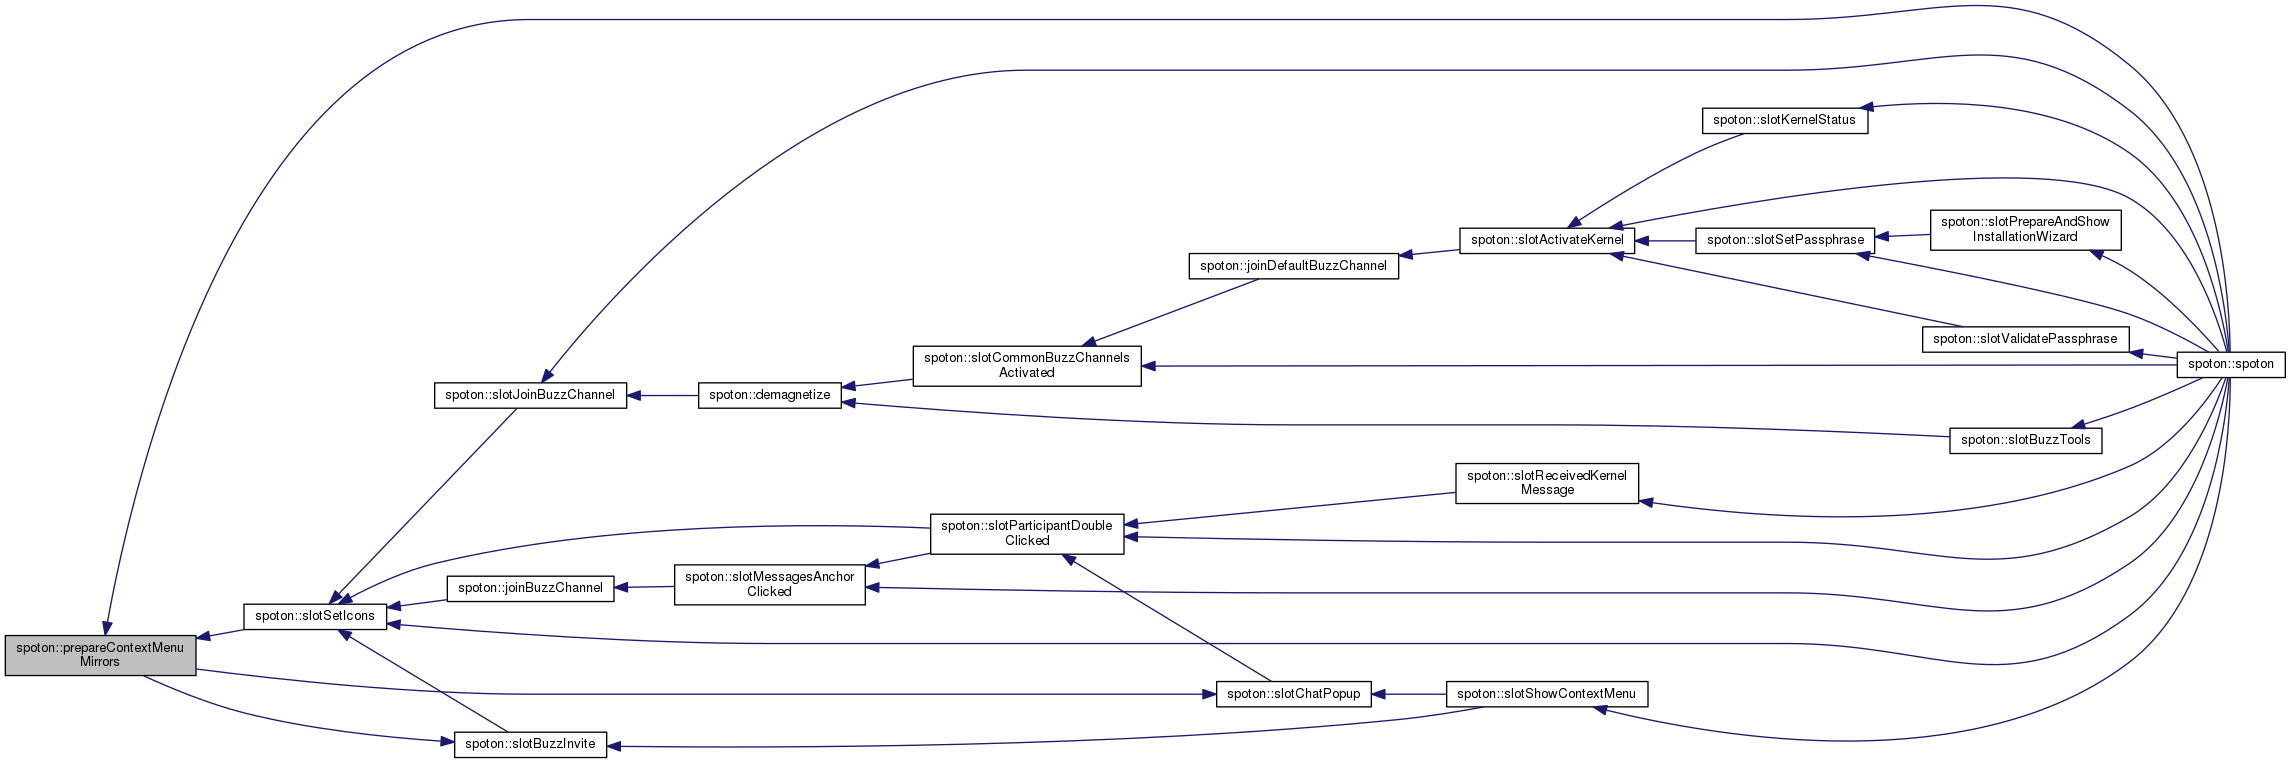 spoton::slotKernelStatus
spoton::slotPrepareAndShow
InstallationWizard
spoton::slotActivateKernel
spoton::slotSetPassphrase
spoton::joinDefaultBuzzChannel
spoton::slotValidatePassphrase
spoton::slotCommonBuzzChannels
Activated
spoton::spoton
spoton::slotJoinBuzzChannel
spoton::demagnetize
spoton::slotBuzzTools
spoton::slotReceivedKernel
Message
spoton::slotParticipantDouble
Clicked
spoton::slotMessagesAnchor
Clicked
spoton::joinBuzzChannel
spoton::slotSetIcons
spoton::prepareContextMenu
Mirrors
spoton::slotChatPopup
spoton::slotShowContextMenu
spoton::slotBuzzInvite